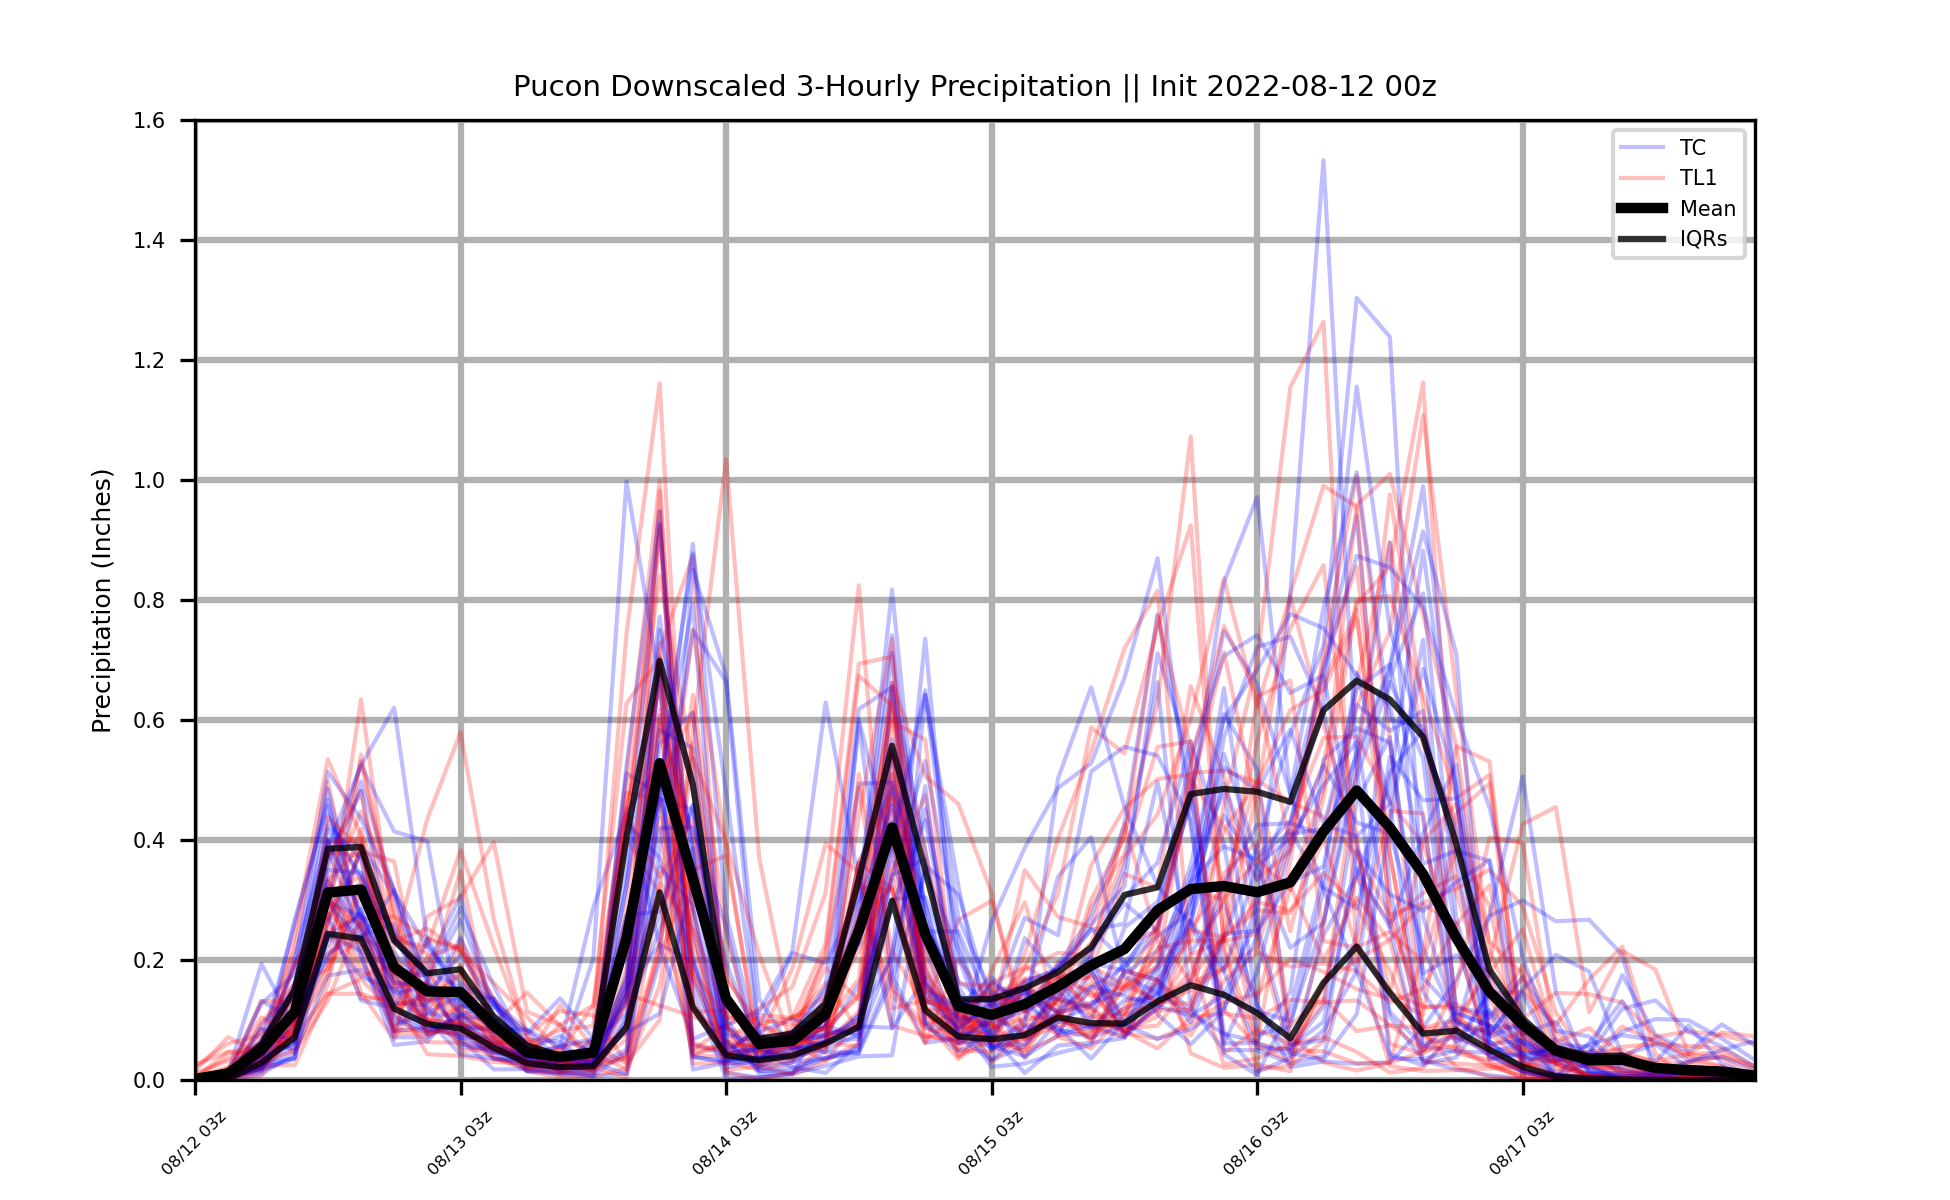 Pucon Downscaled 3-Hourly Precipitation || Init 2022-08-12 00z
Precipitation (Inches)
1.6
1.4
1.2
1.0
0.8
0.6
0.4
0.2
0.0
TC
TL1
Mean
IQRs
08/12 03z
08/13 03z
08/14 03z
08/15 03z
08/16 03z
08/17 03z